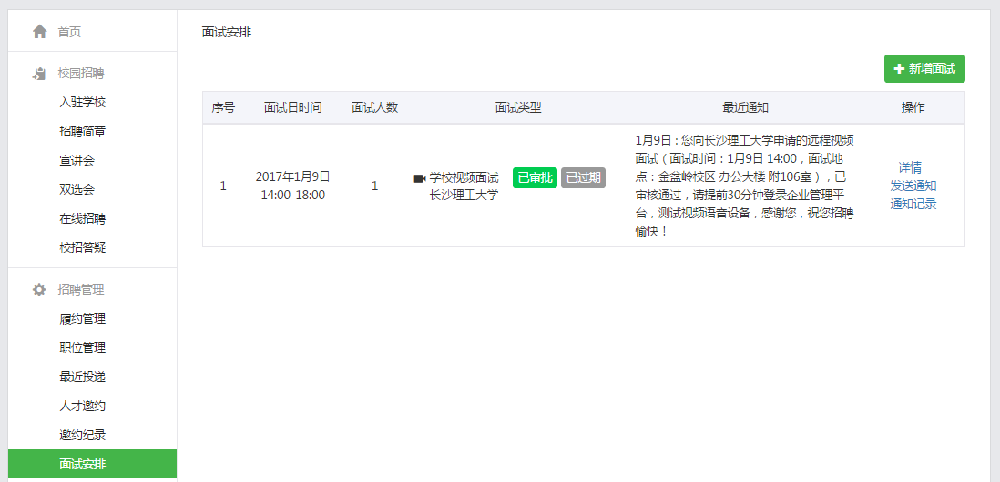 首页
校园招聘
入驻学校
招聘简章
宣讲会
双选会
在线招聘
校招答疑
招聘管理
履约管理
职位管理
最近投递
人才邀约
邀约纪录
面试安排
面试安排
新增面试
序号 面试日时间 面试人数 面试类型 最近通知 操作
1
2017年1月9日
14:00-18:00
1
学校视频面试
长沙理工大学
已审批 已过期
1月9日：您向长沙理工大学申请的远程视频
面试（面试时间：1月9日 14:00，面试地
点：金盆岭校区 办公大楼 附106室），已
审核通过，请提前30分钟登录企业管理平
台，测试视频语音设备，感谢您，祝您招聘
愉快！
详情
发送通知
通知记录